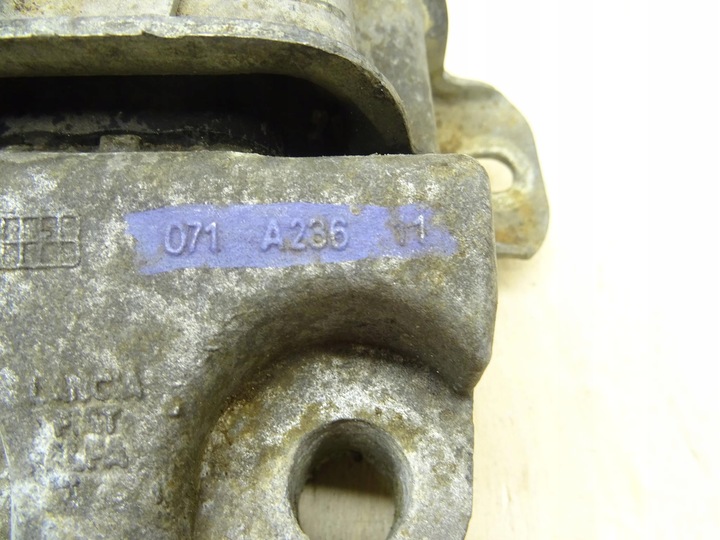 071 A236 11
LANCIA
FIAT
ALFA